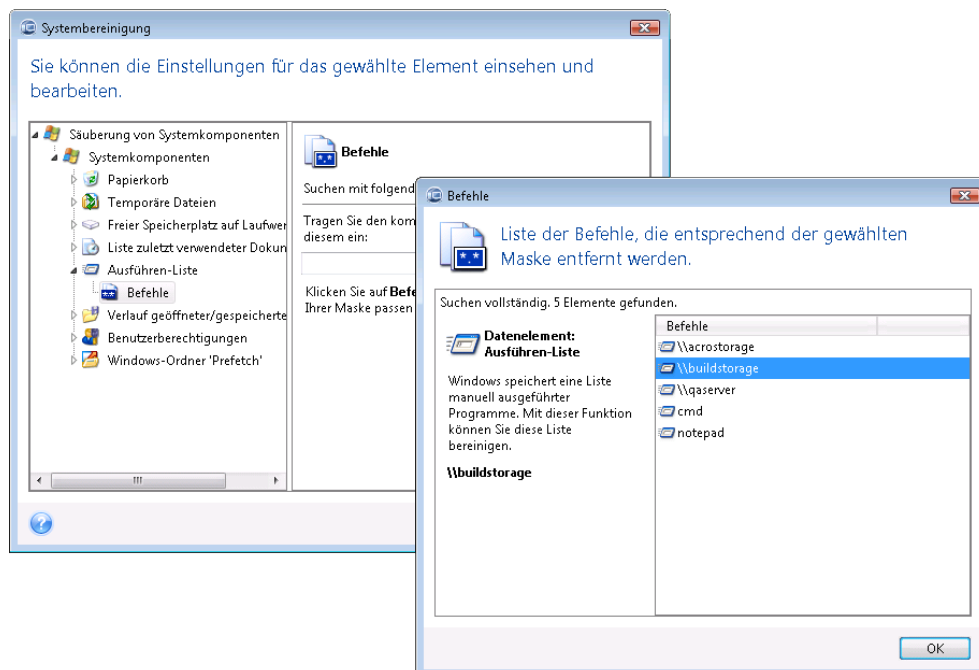 Systembereinigung
Sie können die Einstellungen für das gewählte Element einsehen und
bearbeiten.
Säuberung von Systemkomponenten
Systemkomponenten
Papierkorb
Temporäre Dateien
Freier Speicherplatz auf Laufwer
Liste zuletzt verwendeter Dokun
Ausführen-Liste
Befehle
Verlauf geöffneter/gespeicherte
Benutzerberechtigungen
Windows-Ordner 'Prefetch'
Befehle
Suchen mit folgend
Tragen Sie den kom
diesem ein:
Klicken Sie auf Befe
Ihrer Maske passen
Befehle
Liste der Befehle, die entsprechend der gewählten
Maske entfernt werden.
Suchen vollständig. 5 Elemente gefunden.
Datenelement:
Ausführen-Liste
Windows speichert eine Liste
manuell ausgeführter
Programme. Mit dieser Funktion
können Sie diese Liste
bereinigen.
\\buildstorage
Befehle
\\acrostorage
\\buildstorage
\\qaserver
cmd
notepad
OK